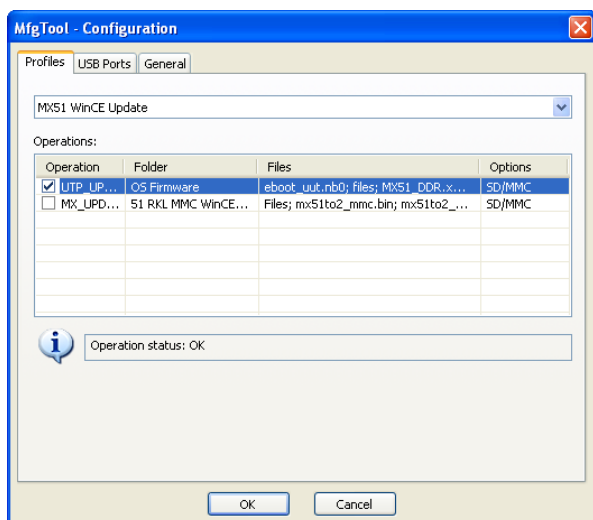 MfgTool - Configuration
Profiles USB Ports General
MX51 WinCE Update
Operations:
Operation Folder Files Options
UTP_UP... OS Firmware eboot_uut.nb0; files; MX51_DDR.x... SD/MMC
MX_UPD... 51 RKL MMC WinCE... Files; mx51to2_mmc.bin; mx51to2_... SD/MMC
Operation status: OK
OK Cancel